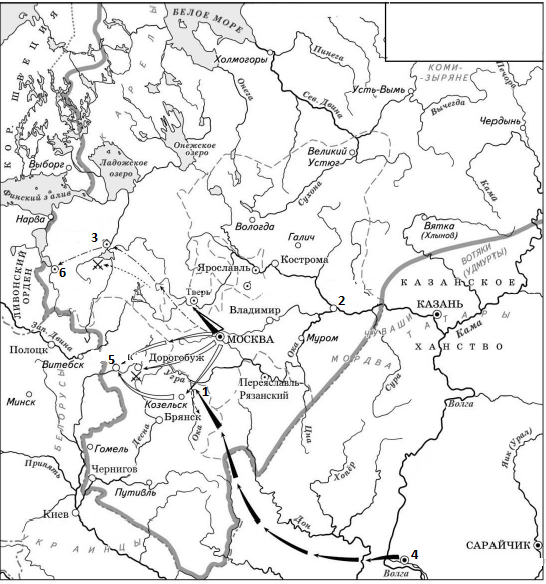 БЕЛОЕ МОРЕ
КОР. ШВЕЦИЯ
КАРЕЛЫ
Холмогоры
Пинега
КОМИ-
ЗЫРЯНЕ
Печора
Онега
Сев. Двина
Усть-Вымь
Вычегда
Чердынь
Выборг
Ладожское
озеро
Онежское
озеро
Великий
Устюг
Сухона
Кама
Финский залив
Нарва
3
Вологда
Галич
Вятка
(Хлынов)
ВОТЯКИ
(УДМУРТЫ)
6
Ярославль
Кострома
ЛИВОНСКИЙ
ОРДЕН
Тверь
2
КАЗАНСКОЕ
Владимир
КАЗАНЬ
Зап. Двина
ЧУВАШИ
ТАТАРЫ
Кама
Полоцк
МОСКВА
Ока
Муром
ХАНСТВО
Витебск
5
Дорогобуж
МОРДВА
Угра
Переяславль
Рязанский
Сура
БЕЛОРУСЫ
Минск
Козельск
1
Волга
Брянск
Десна
Ока
Цна
Гомель
Хопёр
Яик (Урал)
Припять
Чернигов
Путивль
Киев
Дон
УКРАИНЦЫ
4
САРАЙЧИК
Волга